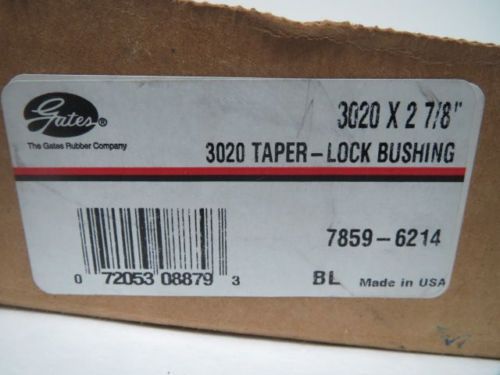 Gates®
The Gates Rubber Company
3020 X 2 7/8"
3020 TAPER-LOCK BUSHING
7859-6214
0 72053 08879 3
BL Made in USA